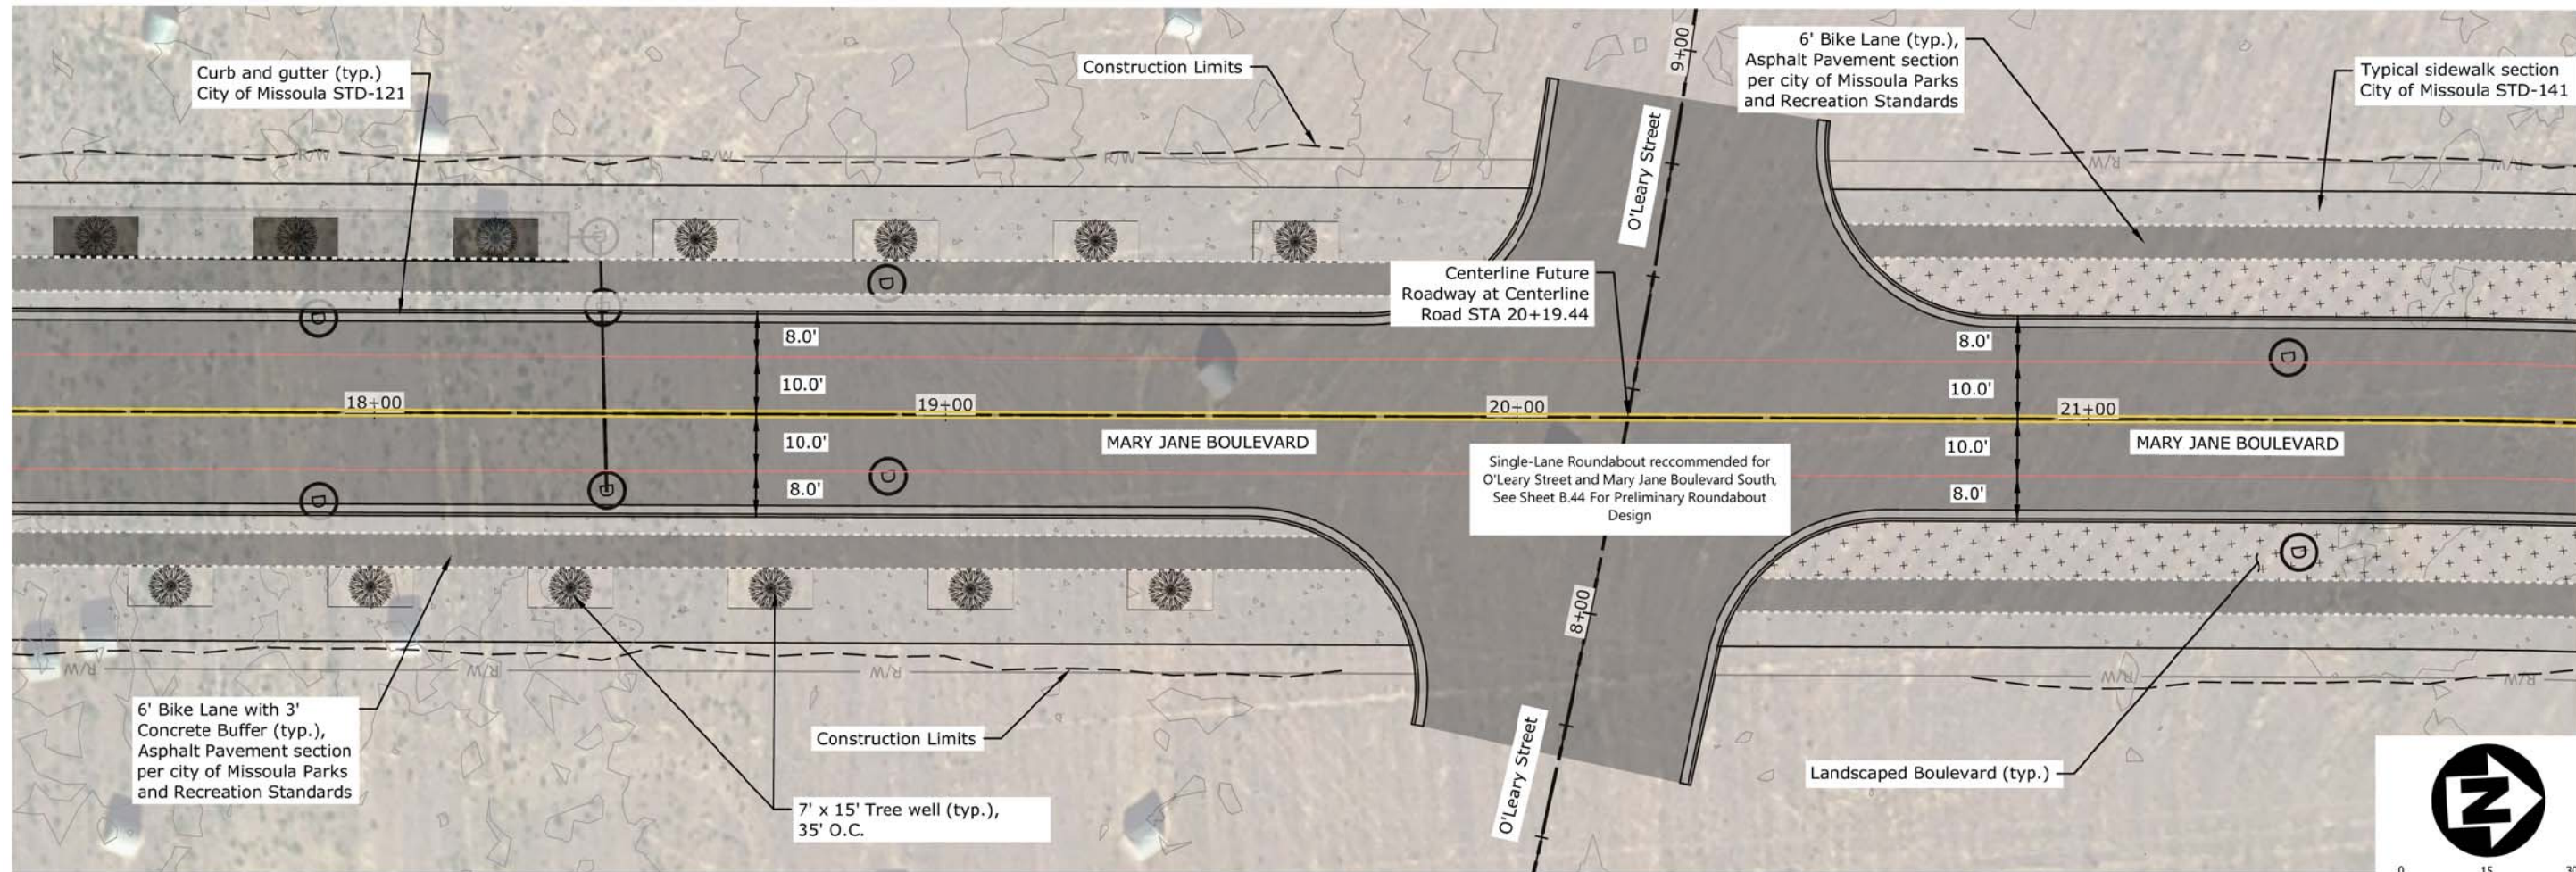 Curb and gutter (typ.)
City of Missoula STD-121
Construction Limits
9+00
6' Bike Lane (typ.),
Asphalt Pavement section
per city of Missoula Parks
and Recreation Standards
Typical sidewalk section
City of Missoula STD-141
R/W
R/W
R/W
R/W
R/W
O'Leary Street
Centerline Future
Roadway at Centerline
Road STA 20+19.44
D
D
D
D
8.0'
8.0'
10.0'
10.0'
18+00
19+00
20+00
21+00
10.0'
10.0'
MARY JANE BOULEVARD
MARY JANE BOULEVARD
Single-Lane Roundabout reccommended for
O'Leary Street and Mary Jane Boulevard South,
See Sheet B.44 For Preliminary Roundabout
Design
D
D
D
8.0'
8.0'
D
8+00
R/W
R/W
R/W
R/W
R/W
6' Bike Lane with 3'
Concrete Buffer (typ.),
Asphalt Pavement section
per city of Missoula Parks
and Recreation Standards
Construction Limits
O'Leary Street
Landscaped Boulevard (typ.)
7' x 15' Tree well (typ.),
35' O.C.
N
0 15